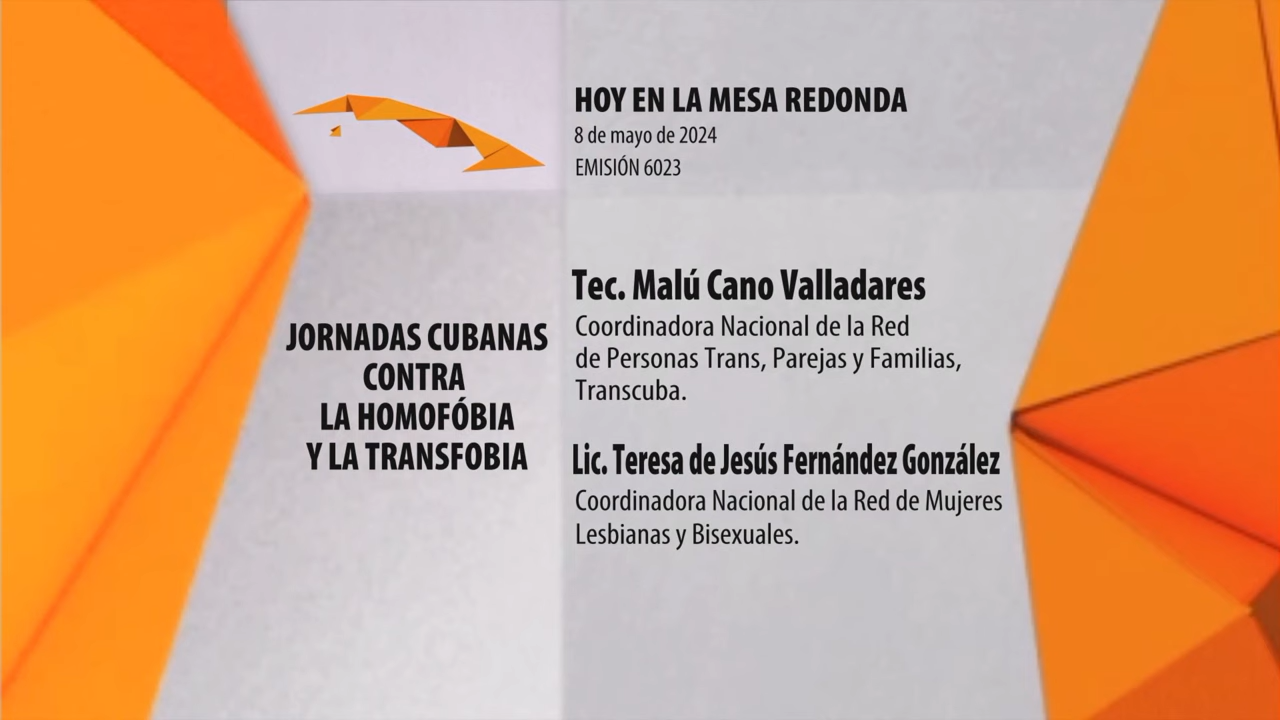 HOY EN LA MESA REDONDA
8 de mayo de 2024
EMISIÓN 6023
JORNADAS CUBANAS
CONTRA
LA HOMOFÓBIA
Y LA TRANSFOBIA
Tec. Malú Cano Valladares
Coordinadora Nacional de la Red
de Personas Trans, Parejas y Familias,
Transcuba.
Lic. Teresa de Jesús Fernández González
Coordinadora Nacional de la Red de Mujeres
Lesbianas y Bisexuales.